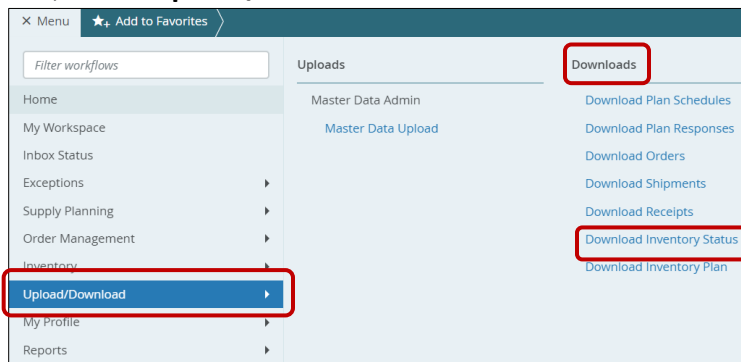 × Menu
Add to Favorites
Filter workflows
Home
My Workspace
Inbox Status
Exceptions
Supply Planning
Order Management
Inventory
Upload/Download
My Profile
Reports
Uploads
Master Data Admin
Master Data Upload
Downloads
Download Plan Schedules
Download Plan Responses
Download Orders
Download Shipments
Download Receipts
Download Inventory Status
Download Inventory Plan